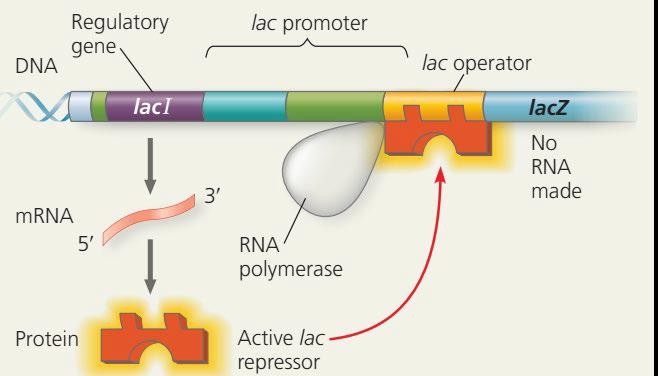 Regulatory
gene
lac promoter
DNA
lac operator
lacI
lacZ
No
RNA
made
mRNA
3′
5′
RNA
polymerase
Protein
Active lac
repressor